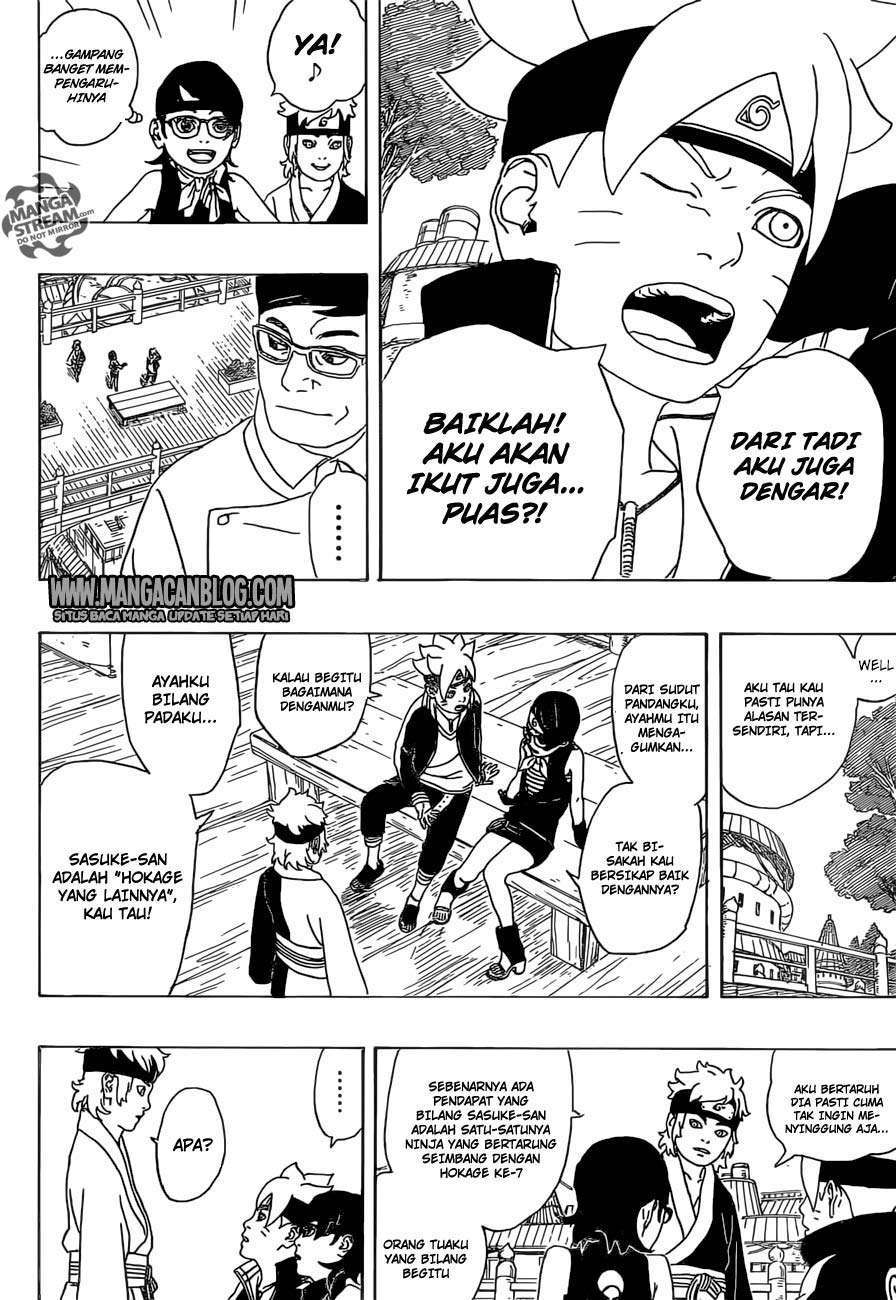 DARI TADI
AKU JUGA
DENGAR!
BAIKLAH!
AKU AKAN
IKUT JUGA...
PUAS?!
YA!
♪
...GAMPANG
BANGET MEM-
PENGARU-
HINYA
MANGA
STREAM.com
DO NOT MIRROR!
......
WWW.MANGACANBLOG.COM
SITUS BACA MANGA UPDATE SETIAP HARI
WELL
...
AKU TAU KAU
PASTI PUNYA
ALASAN TER-
SENDIRI, TAPI...
DARI SUDUT
PANDANGKU,
AYAHMU ITU
MENGA-
GUMKAN...
TAK BI-
SAKAH KAU
BERSIKAP BAIK
DENGANNYA?
KALAU BEGITU
BAGAIMANA
DENGANMU?
AYAHKU
BILANG
PADAKU...
SASUKE-SAN
ADALAH "HOKAGE
YANG LAINNYA",
KAU TAU!
AKU BERTARUH
DIA PASTI CUMA
TAK INGIN ME-
NYINGGUNG AJA...
SEBENARNYA ADA
PENDAPAT YANG
BILANG SASUKE-SAN
ADALAH SATU-SATUNYA
NINJA YANG BERTARUNG
SEIMBANG DENGAN
HOKAGE KE-7
ORANG TUAKU
YANG BILANG
BEGITU
......
APA?